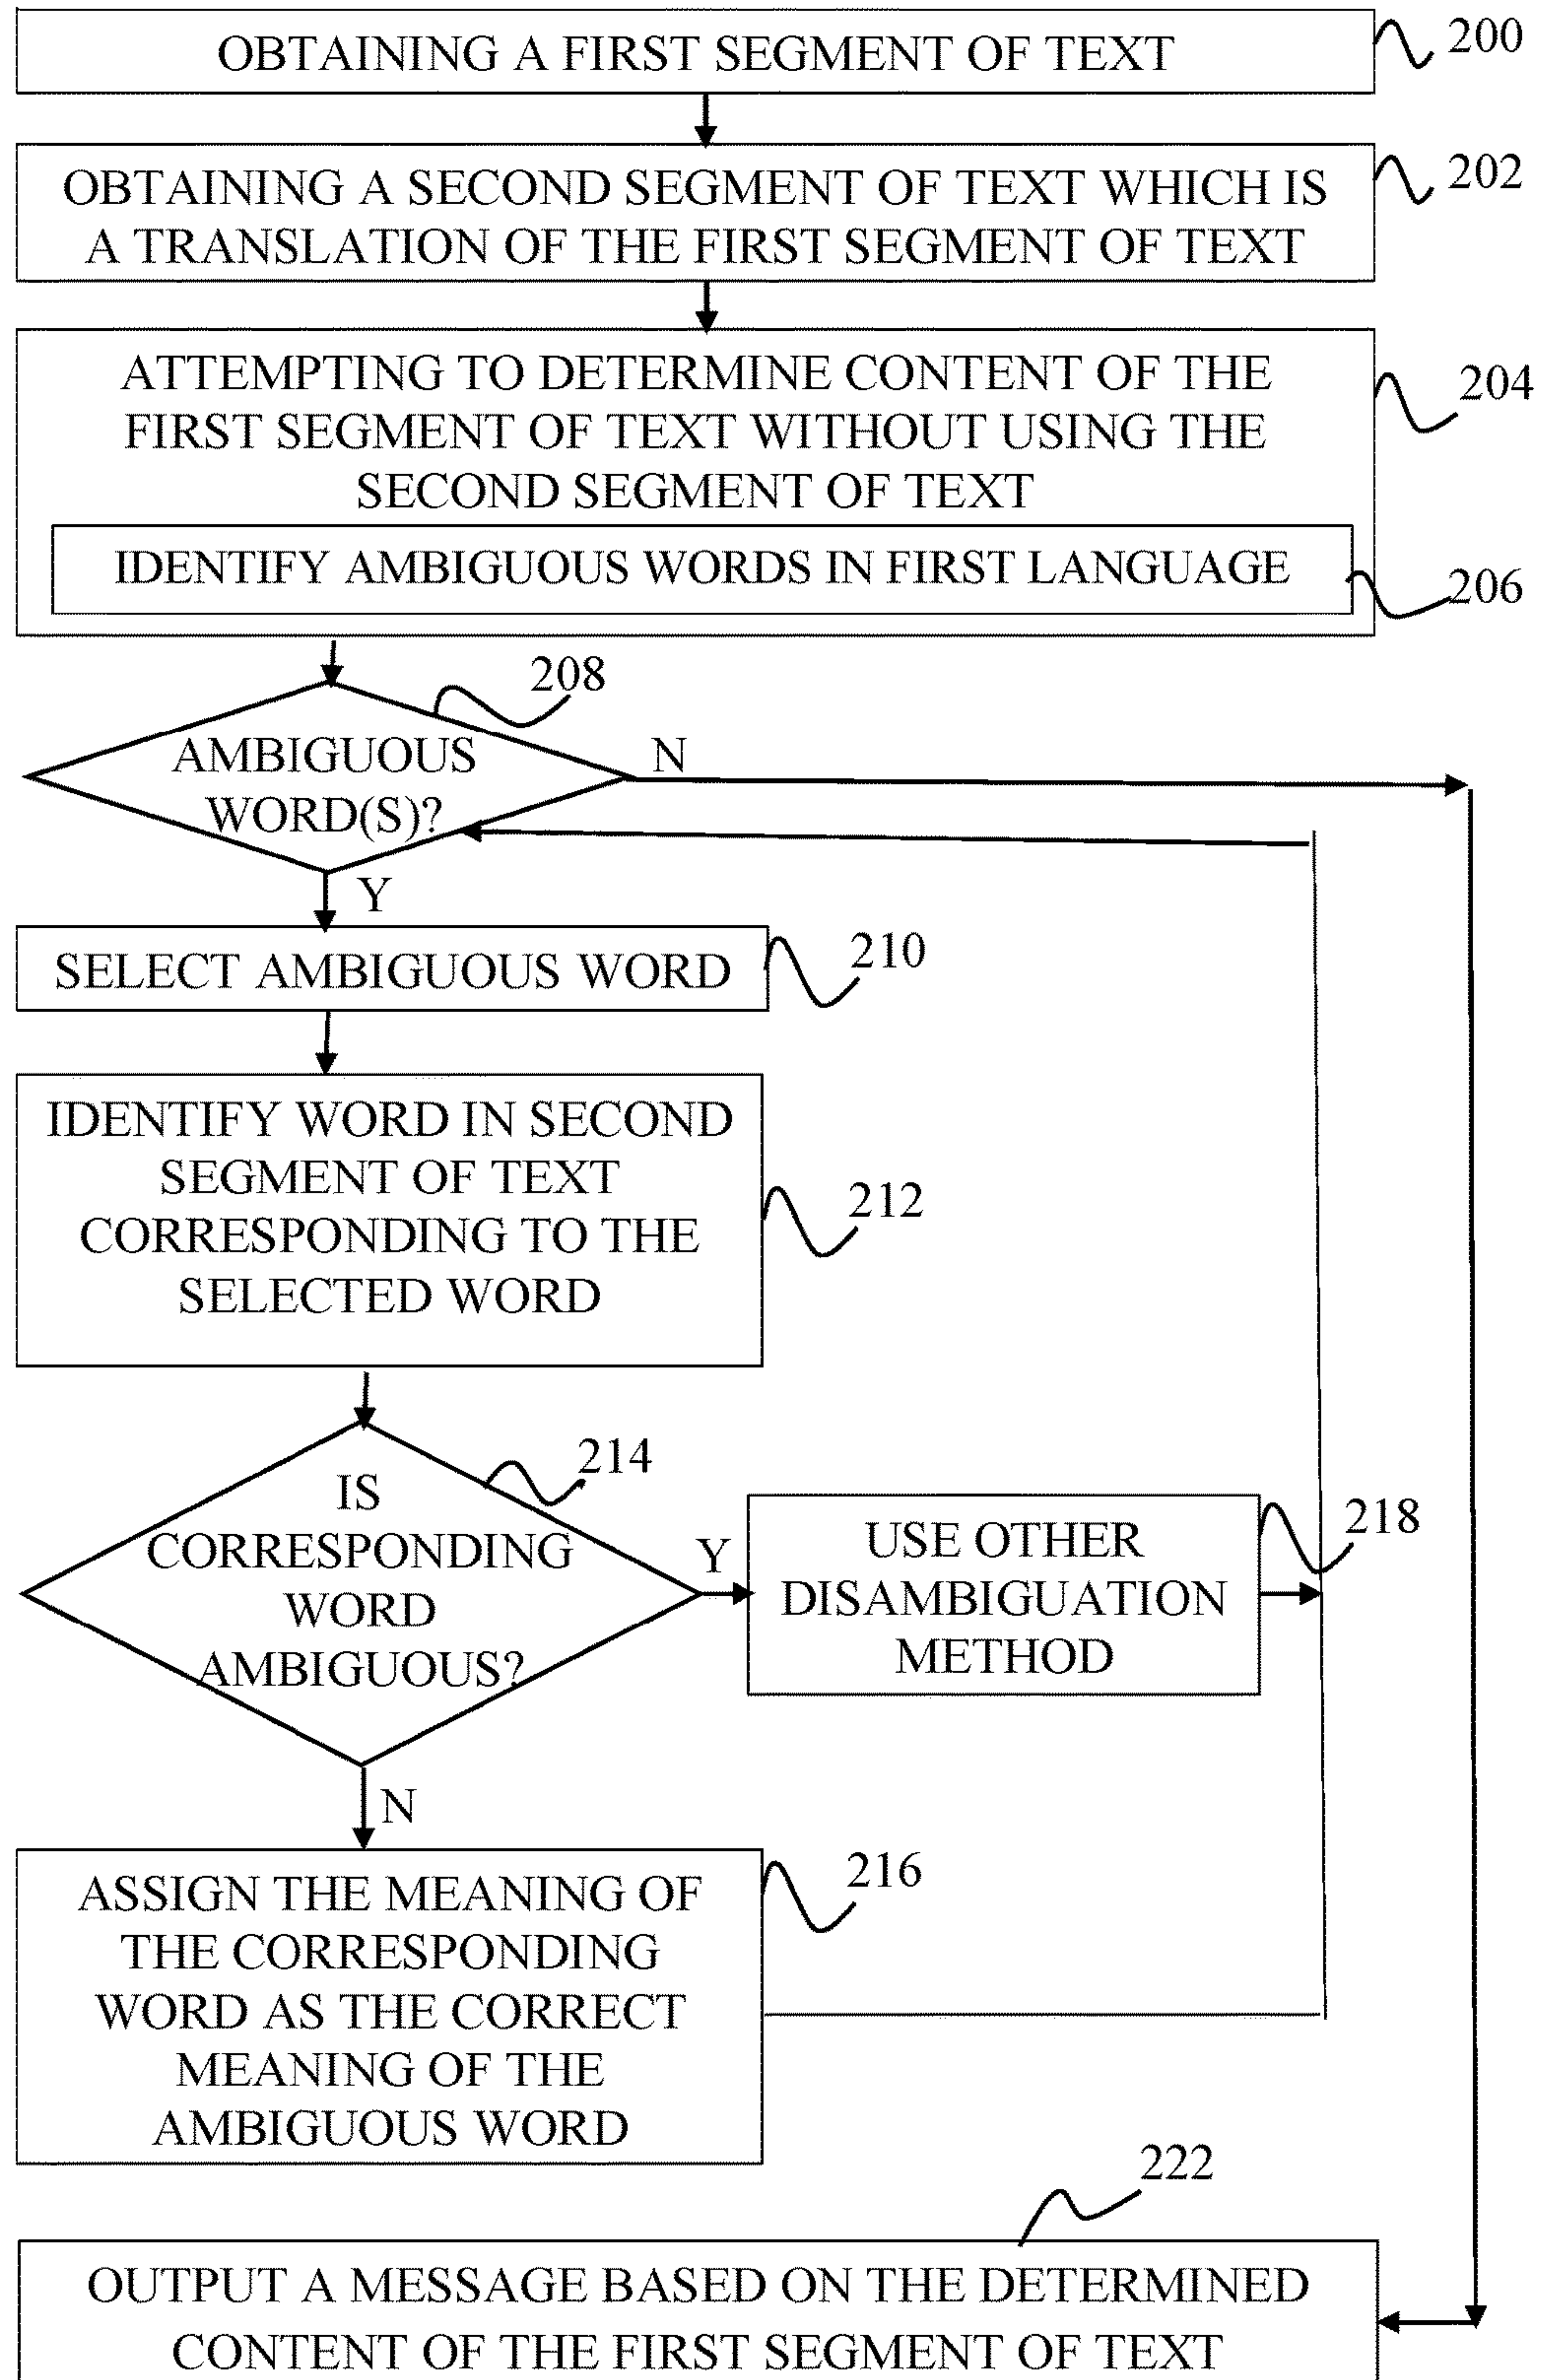 OBTAINING A FIRST SEGMENT OF TEXT
200
OBTAINING A SECOND SEGMENT OF TEXT WHICH IS
A TRANSLATION OF THE FIRST SEGMENT OF TEXT
202
ATTEMPTING TO DETERMINE CONTENT OF THE
FIRST SEGMENT OF TEXT WITHOUT USING THE
SECOND SEGMENT OF TEXT
204
IDENTIFY AMBIGUOUS WORDS IN FIRST LANGUAGE
206
208
AMBIGUOUS
WORD(S)?
N
Y
SELECT AMBIGUOUS WORD
210
IDENTIFY WORD IN SECOND
SEGMENT OF TEXT
CORRESPONDING TO THE
SELECTED WORD
212
214
IS
CORRESPONDING
WORD
AMBIGUOUS?
Y
USE OTHER
DISAMBIGUATION
METHOD
218
N
ASSIGN THE MEANING OF
THE CORRESPONDING
WORD AS THE CORRECT
MEANING OF THE
AMBIGUOUS WORD
216
222
OUTPUT A MESSAGE BASED ON THE DETERMINED
CONTENT OF THE FIRST SEGMENT OF TEXT